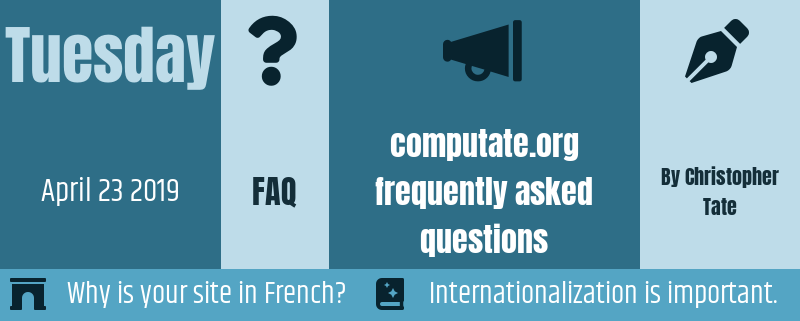 Tuesday
April 23 2019
FAQ
computate.org
frequently asked
questions
By Christopher
Tate
Why is your site in French?
Internationalization is important.